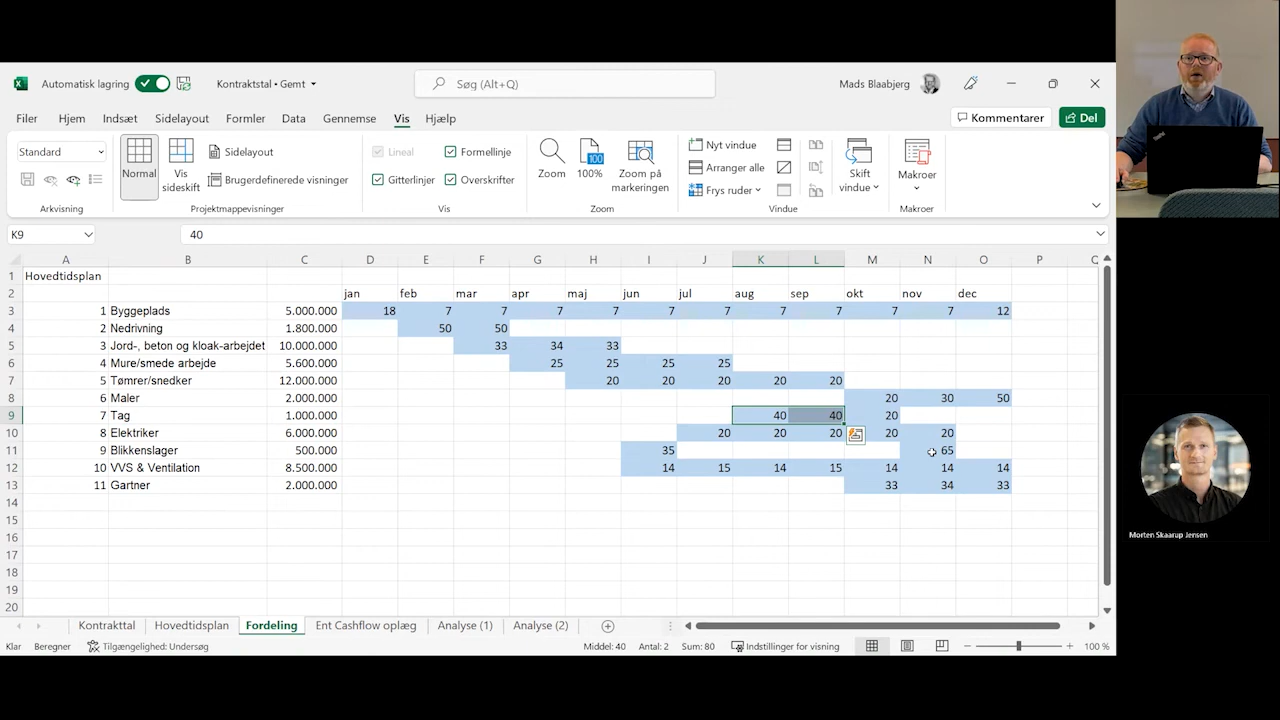 Automatisk lagring
Kontraktstal • Gemt
Søg (Alt+Q)
Mads Blaabjerg
Filer Hjem Indsæt Sidelayout Formler Data Gennemse Vis Hjælp
Kommentarer Del
Standard
Arkvisning
Normal
Vis sideskift
Sidelayout
Brugerdefinerede visninger
Projektmappevisninger
Lineal Formellinje
Gitterlinjer Overskrifter
Vis
Zoom
100
100%
Zoom på markeringen
Zoom
Nyt vindue
Arranger alle
Frys ruder
Skift vindue
Vindue
Makroer
Makroer
K9 40
A B C D E F G H I J K L M N O P
1 Hovedtidsplan
2 jan feb mar apr maj jun jul aug sep okt nov dec
3 1 Byggeplads 5.000.000 18 7 7 7 7 7 7 7 7 7 7 12
4 2 Nedrivning 1.800.000 50 50
5 3 Jord-, beton og kloak-arbejdet 10.000.000 33 34 33
6 4 Mure/smede arbejde 5.600.000 25 25 25 25
7 5 Tømrer/snedker 12.000.000 20 20 20 20 20
8 6 Maler 2.000.000 20 30 50
9 7 Tag 1.000.000 40 40 20
10 8 Elektriker 6.000.000 20 20 20 20 20
11 9 Blikkenslager 500.000 35 65
12 10 VVS & Ventilation 8.500.000 14 15 14 15 14 14 14
13 11 Gartner 2.000.000 33 34 33
14
15
16
17
18
19
20
Kontrakttal Hovedtidsplan Fordeling Ent Cashflow oplæg Analyse (1) Analyse (2)
Klar Beregner Tilgængelighed: Undersøg Middel: 40 Antal: 2 Sum: 80 Indstillinger for visning 100 %
Morten Skaarup Jensen